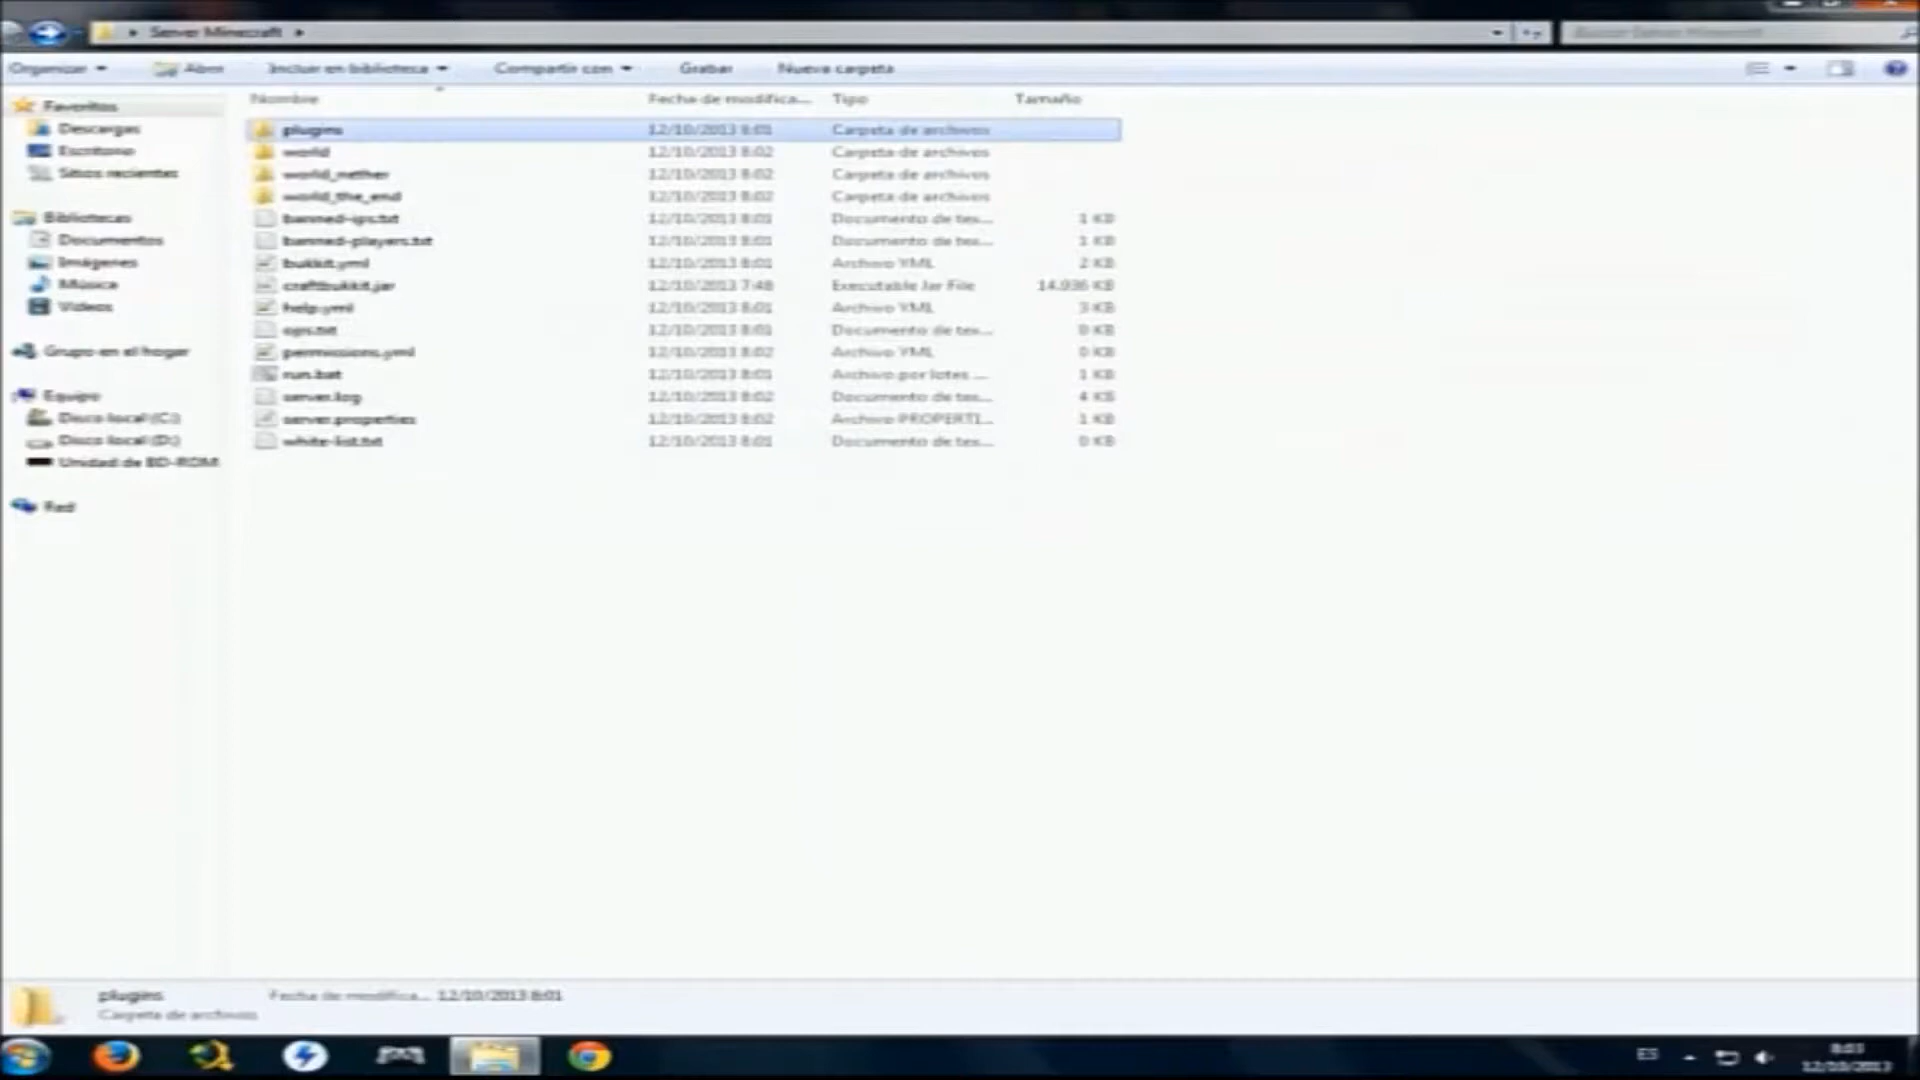 Server Minecraft
Buscar Server Minecraft
Organizar Abrir Incluir en biblioteca Compartir con Grabar Nueva carpeta
Nombre Fecha de modifica... Tipo Tamaño
Favoritos
Descargas
Escritorio
Sitios recientes
Bibliotecas
Documentos
Imágenes
Música
Vídeos
Grupo en el hogar
Equipo
Disco local (C:)
Disco local (D:)
Unidad de BD-ROM
Red
plugins 12/10/2013 8:01 Carpeta de archivos
world 12/10/2013 8:02 Carpeta de archivos
world_nether 12/10/2013 8:02 Carpeta de archivos
world_the_end 12/10/2013 8:02 Carpeta de archivos
banned-ips.txt 12/10/2013 8:01 Documento de tex... 1 KB
banned-players.txt 12/10/2013 8:01 Documento de tex... 1 KB
bukkit.yml 12/10/2013 8:01 Archivo YML 2 KB
craftbukkit.jar 12/10/2013 7:48 Executable Jar File 14.936 KB
help.yml 12/10/2013 8:01 Archivo YML 3 KB
ops.txt 12/10/2013 8:01 Documento de tex... 0 KB
permissions.yml 12/10/2013 8:02 Archivo YML 0 KB
run.bat 12/10/2013 8:01 Archivo por lotes ... 1 KB
server.log 12/10/2013 8:02 Documento de tex... 4 KB
server.properties 12/10/2013 8:02 Archivo PROPERTI... 1 KB
white-list.txt 12/10/2013 8:01 Documento de tex... 0 KB
plugins Fecha de modifica... 12/10/2013 8:01
Carpeta de archivos
ES 8:03
12/10/2013